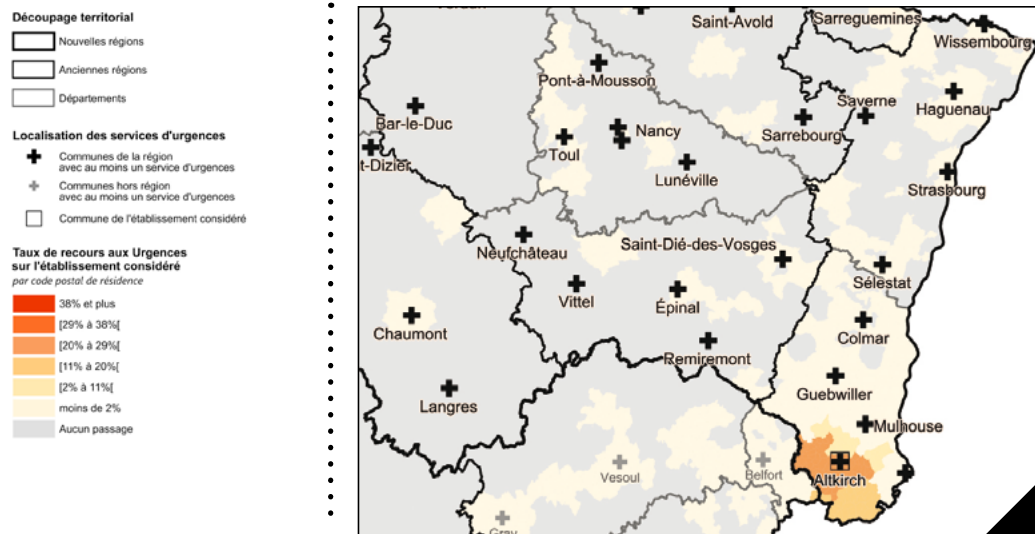 Découpage territorial
Nouvelles régions
Anciennes régions
Départements
Localisation des services d'urgences
Communes de la région
avec au moins un service d'urgences
Communes hors région
avec au moins un service d'urgences
Commune de l'établissement considéré
Taux de recours aux Urgences
sur l'établissement considéré
par code postal de résidence
38% et plus
[29% à 38%[
[20% à 29%[
[11% à 20%[
[2% à 11%[
moins de 2%
Aucun passage
Saint-Avold
Sarreguemines
Wissembourg
Pont-à-Mousson
Bar-le-Duc
Nancy
Sarrebourg
Saverne
Haguenau
t-Dizier
Toul
Lunéville
Strasbourg
Neufchâteau
Saint-Dié-des-Vosges
Sélestat
Vittel
Épinal
Chaumont
Colmar
Remiremont
Langres
Guebwiller
Mulhouse
Vesoul
Belfort
Altkirch
Gray